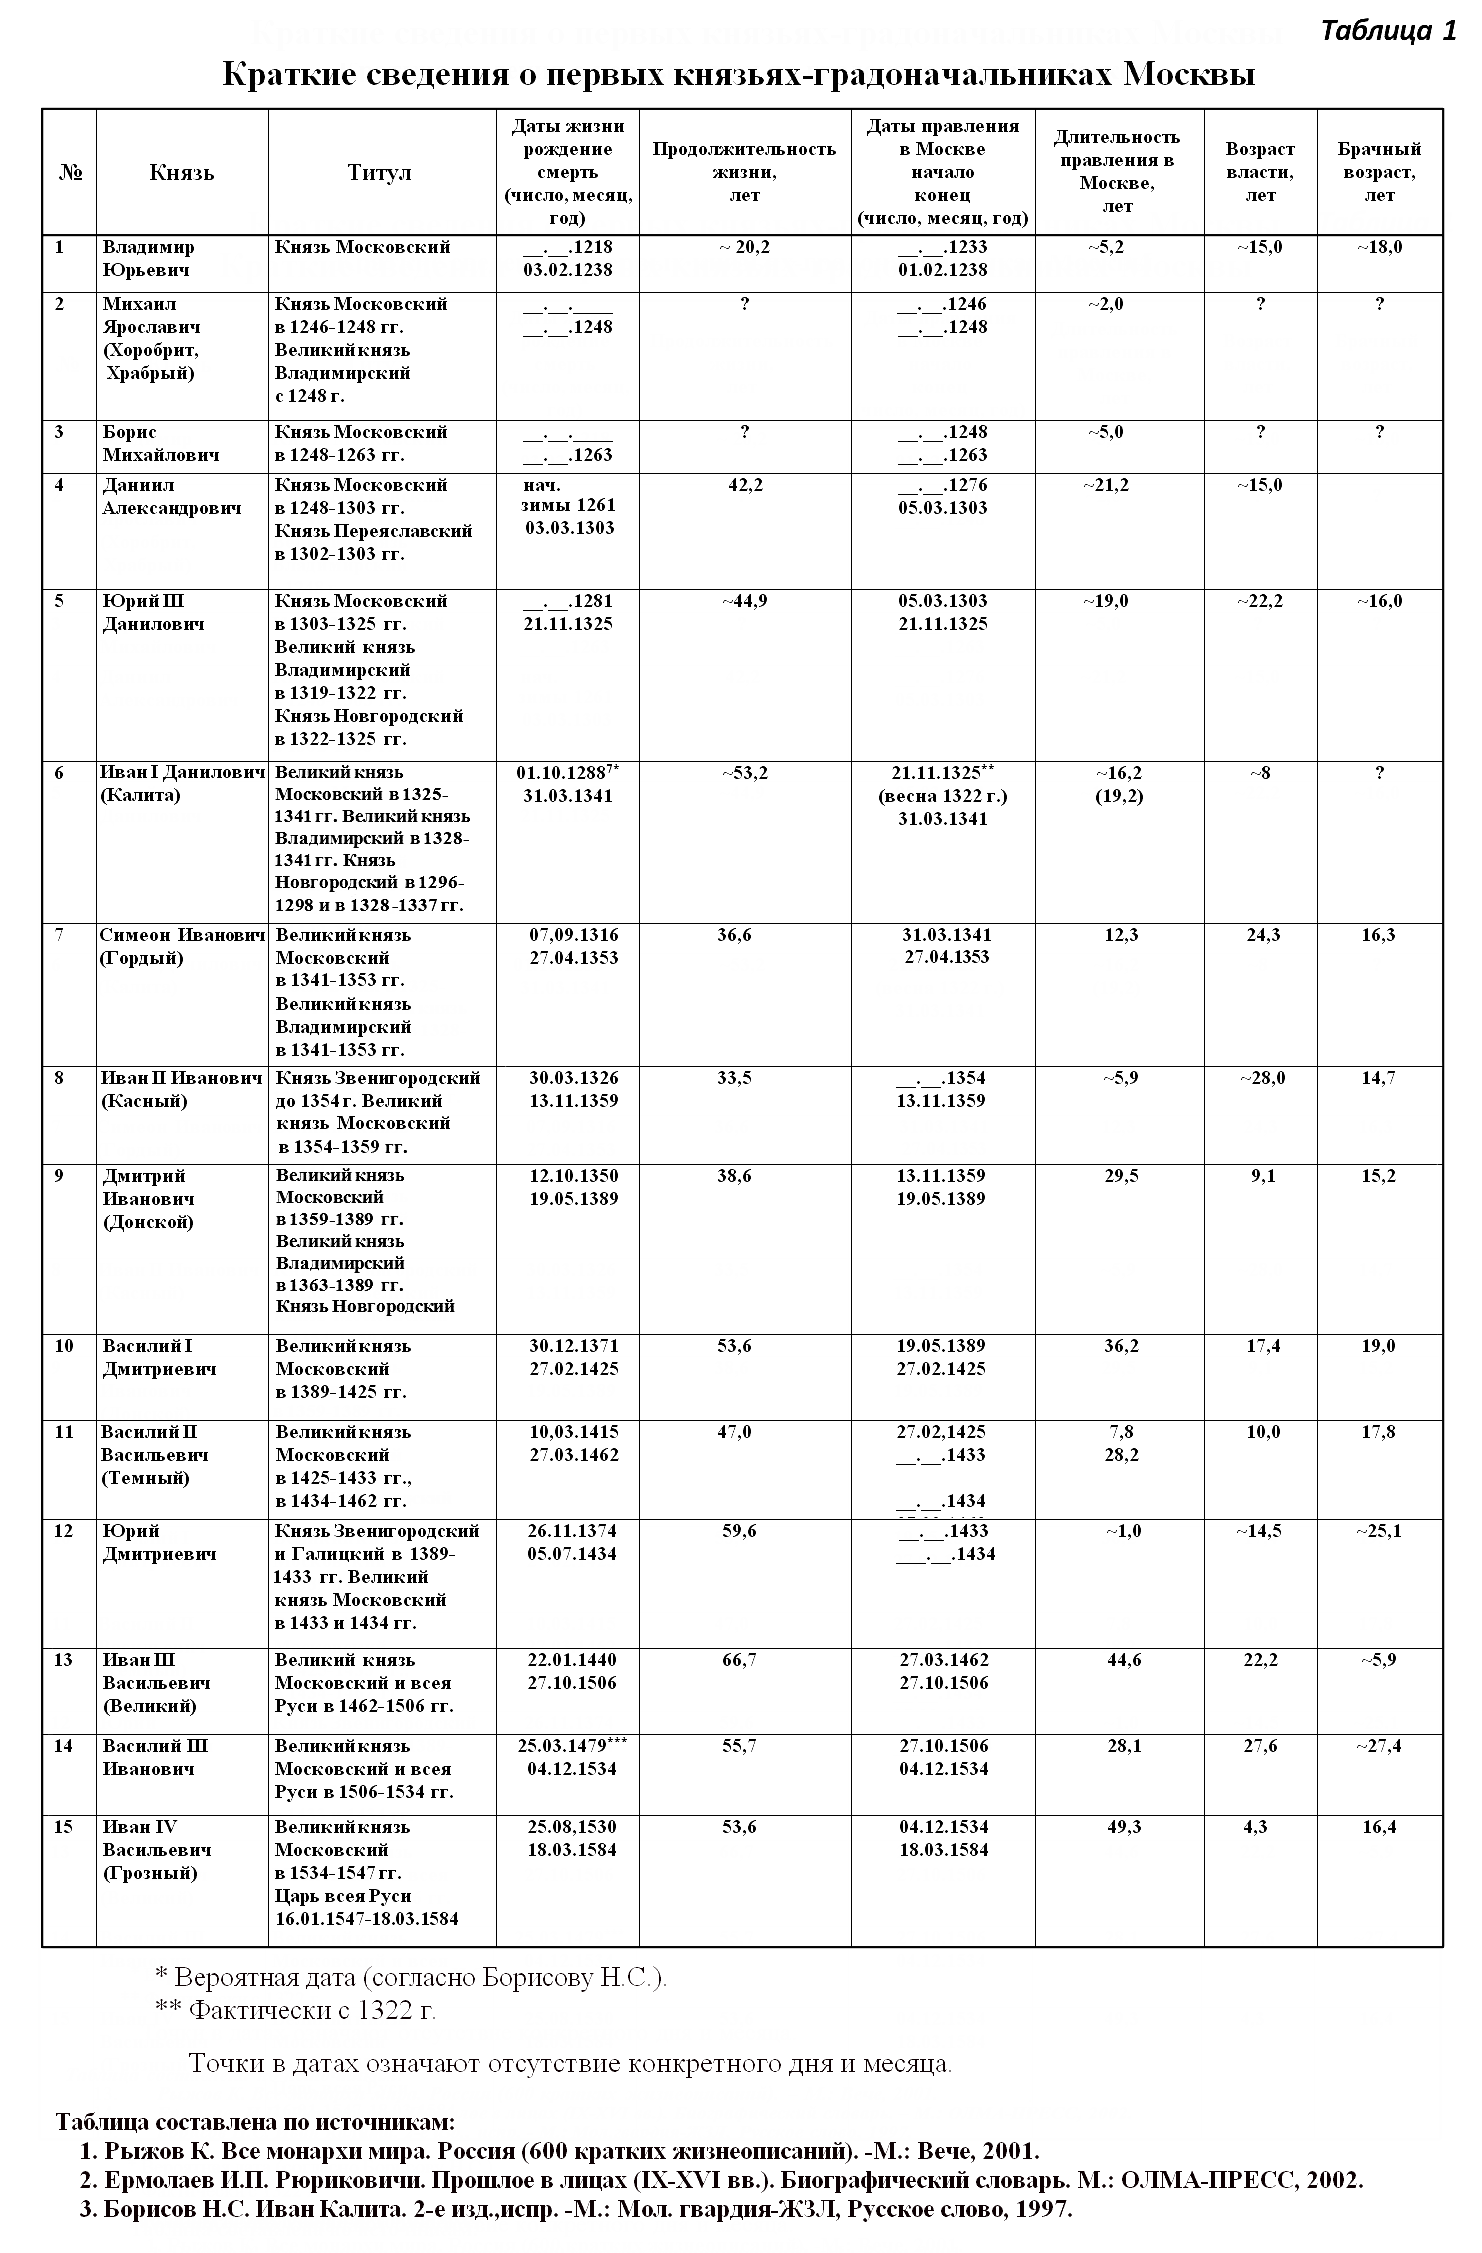 Таблица 1
Краткие сведения о первых князьях-градоначальниках Москвы
№
Князь
Титул
Даты жизни
рождение
смерть
(число, месяц,
год)
Продолжительность
жизни,
лет
Даты правления
в Москве
начало
конец
(число, месяц, год)
Длительность
правления в
Москве,
лет
Возраст
власти,
лет
Брачный
возраст,
лет
1
Владимир
Юрьевич
Князь Московский
__.__.1218
03.02.1238
~ 20,2
__.__.1233
01.02.1238
~5,2
~15,0
~18,0
2
Михаил
Ярославич
(Хоробрит,
Храбрый)
Князь Московский
в 1246-1248 гг.
Великий князь
Владимирский
с 1248 г.
__.__.____
__.__.1248
?
__.__.1246
__.__.1248
~2,0
?
?
3
Борис
Михайлович
Князь Московский
в 1248-1263 гг.
__.__.____
__.__.1263
?
__.__.1248
__.__.1263
~5,0
?
?
4
Даниил
Александрович
Князь Московский
в 1248-1303 гг.
Князь Переяславский
в 1302-1303 гг.
нач.
зимы 1261
03.03.1303
42,2
__.__.1276
05.03.1303
~21,2
~15,0
5
Юрий III
Данилович
Князь Московский
в 1303-1325 гг.
Великий князь
Владимирский
в 1319-1322 гг.
Князь Новгородский
в 1322-1325 гг.
__.__.1281
21.11.1325
~44,9
05.03.1303
21.11.1325
~19,0
~22,2
~16,0
6
Иван I Данилович
(Калита)
Великий князь
Московский в 1325-
1341 гг. Великий князь
Владимирский в 1328-
1341 гг. Князь
Новгородский в 1296-
1298 и в 1328-1337 гг.
01.10.1288⁷*
31.03.1341
~53,2
21.11.1325**
(весна 1322 г.)
31.03.1341
~16,2
(19,2)
~8
?
7
Симеон Иванович
(Гордый)
Великий князь
Московский
в 1341-1353 гг.
Великий князь
Владимирский
в 1341-1353 гг.
07,09.1316
27.04.1353
36,6
31.03.1341
27.04.1353
12,3
24,3
16,3
8
Иван II Иванович
(Касный)
Князь Звенигородский
до 1354 г. Великий
князь Московский
в 1354-1359 гг.
30.03.1326
13.11.1359
33,5
__.__.1354
13.11.1359
~5,9
~28,0
14,7
9
Дмитрий
Иванович
(Донской)
Великий князь
Московский
в 1359-1389 гг.
Великий князь
Владимирский
в 1363-1389 гг.
Князь Новгородский
12.10.1350
19.05.1389
38,6
13.11.1359
19.05.1389
29,5
9,1
15,2
10
Василий I
Дмитриевич
Великий князь
Московский
в 1389-1425 гг.
30.12.1371
27.02.1425
53,6
19.05.1389
27.02.1425
36,2
17,4
19,0
11
Василий II
Васильевич
(Темный)
Великий князь
Московский
в 1425-1433 гг.,
в 1434-1462 гг.
10,03.1415
27.03.1462
47,0
27.02,1425
__.__.1433
__.__.1434
7,8
28,2
10,0
17,8
12
Юрий
Дмитриевич
Князь Звенигородский
и Галицкий в 1389-
1433 гг. Великий
князь Московский
в 1433 и 1434 гг.
26.11.1374
05.07.1434
59,6
__.__.1433
___.__.1434
~1,0
~14,5
~25,1
13
Иван III
Васильевич
(Великий)
Великий князь
Московский и всея
Руси в 1462-1506 гг.
22.01.1440
27.10.1506
66,7
27.03.1462
27.10.1506
44,6
22,2
~5,9
14
Василий III
Иванович
Великий князь
Московский и всея
Руси в 1506-1534 гг.
25.03.1479***
04.12.1534
55,7
27.10.1506
04.12.1534
28,1
27,6
~27,4
15
Иван IV
Васильевич
(Грозный)
Великий князь
Московский
в 1534-1547 гг.
Царь всея Руси
16.01.1547-18.03.1584
25.08,1530
18.03.1584
53,6
04.12.1534
18.03.1584
49,3
4,3
16,4
* Вероятная дата (согласно Борисову Н.С.).
** Фактически с 1322 г.
Точки в датах означают отсутствие конкретного дня и месяца.
Таблица составлена по источникам:
1. Рыжов К. Все монархи мира. Россия (600 кратких жизнеописаний). -М.: Вече, 2001.
2. Ермолаев И.П. Рюриковичи. Прошлое в лицах (IX-XVI вв.). Биографический словарь. М.: ОЛМА-ПРЕСС, 2002.
3. Борисов Н.С. Иван Калита. 2-е изд.,испр. -М.: Мол. гвардия-ЖЗЛ, Русское слово, 1997.